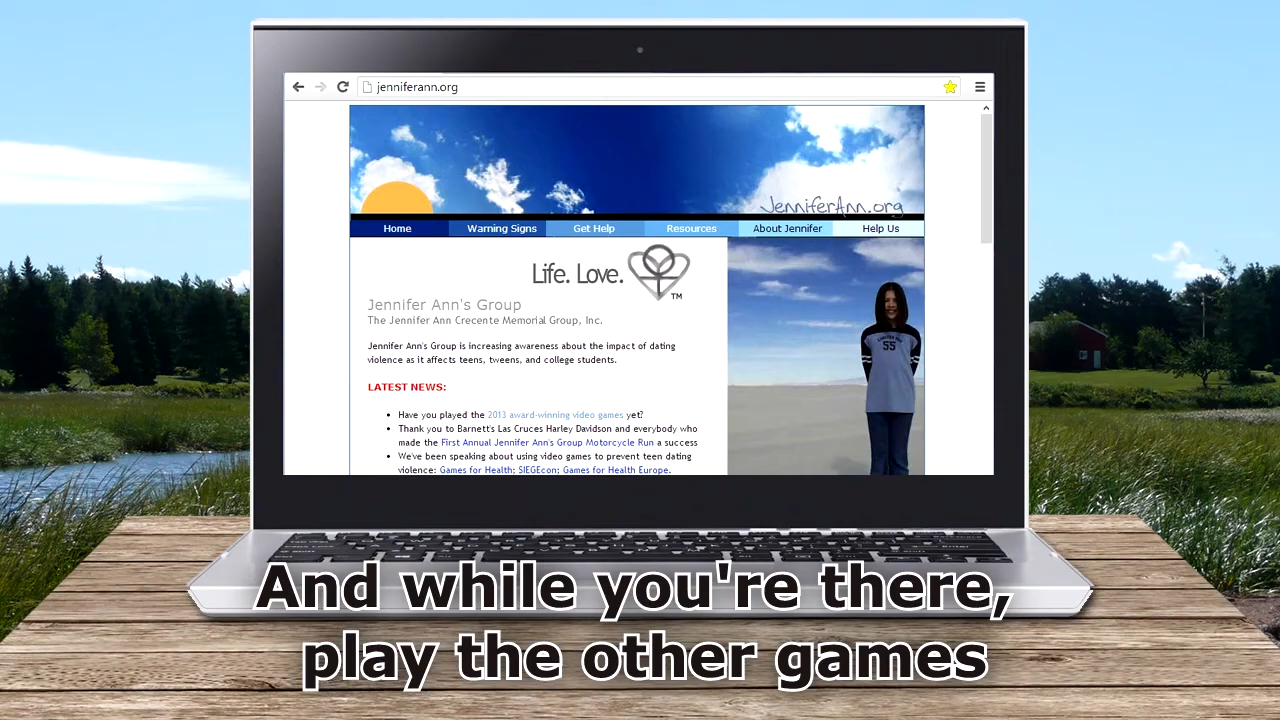 jenniferann.org
JenniferAnn.org
Home Warning Signs Get Help Resources About Jennifer Help Us
Life. Love. TM
Jennifer Ann's Group
The Jennifer Ann Crecente Memorial Group, Inc.
Jennifer Ann's Group is increasing awareness about the impact of dating
violence as it affects teens, tweens, and college students.
LATEST NEWS:
Have you played the 2013 award-winning video games yet?
Thank you to Barnett's Las Cruces Harley Davidson and everybody who
made the First Annual Jennifer Ann's Group Motorcycle Run a success
We've been speaking about using video games to prevent teen dating
violence: Games for Health; SIEGEcon; Games for Health Europe.
55
And while you're there,
play the other games